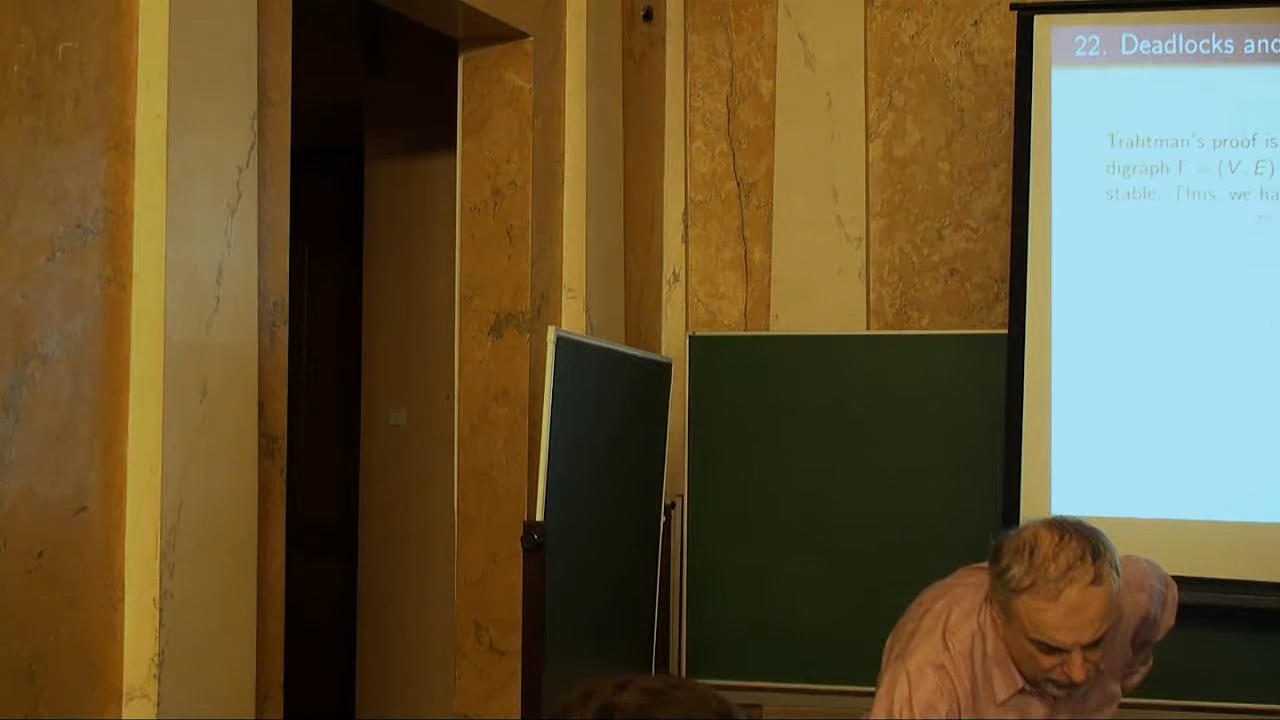 22. Deadlocks and
Trahtman's proof is
digraph Γ = (V, E)
stable. Thus, we ha